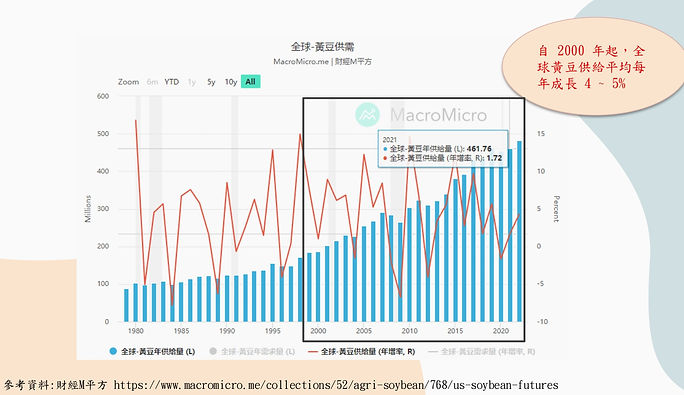 全球-黃豆供需
MacroMicro.me | 財經M平方
自 2000 年起，全
球黃豆供給平均每
年成長 4 ~ 5%
Zoom 6m YTD 1y 5y 10y All
MacroMicro
600
500
400
300
200
100
0
Millions
2021
全球-黃豆年供給量 (L): 461.76
全球-黃豆供給量 (年增率, R): 1.72
15
10
5
0
-5
-10
Percent
1980 1985 1990 1995 2000 2005 2010 2015 2020
全球-黃豆年供給量 (L) 全球-黃豆年需求量 (L) 全球-黃豆供給量 (年增率, R) 全球-黃豆需求量 (年增率, R)
參考資料:財經M平方 https://www.macromicro.me/collections/52/agri-soybean/768/us-soybean-futures